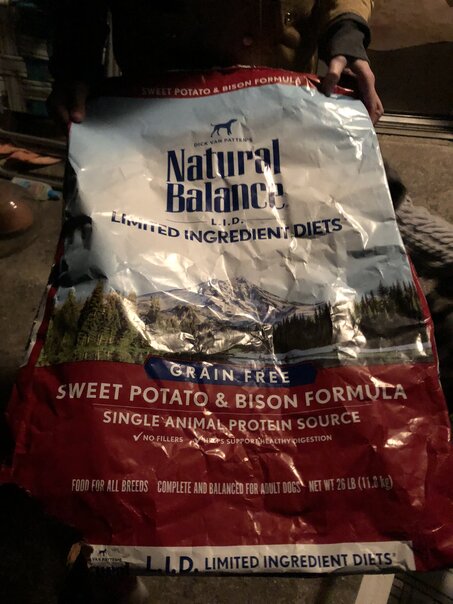 SWEET POTATO & BISON FORMULA
DICK VAN PATTEN'S
Natural
Balance
L.I.D.
LIMITED INGREDIENT DIETS
GRAIN FREE
SWEET POTATO & BISON FORMULA
SINGLE ANIMAL PROTEIN SOURCE
✓ NO FILLERS ✓ HELPS SUPPORT HEALTHY DIGESTION
FOOD FOR ALL BREEDS COMPLETE AND BALANCED FOR ADULT DOGS NET WT 26 LB (11.8 kg)
L.I.D. LIMITED INGREDIENT DIETS®